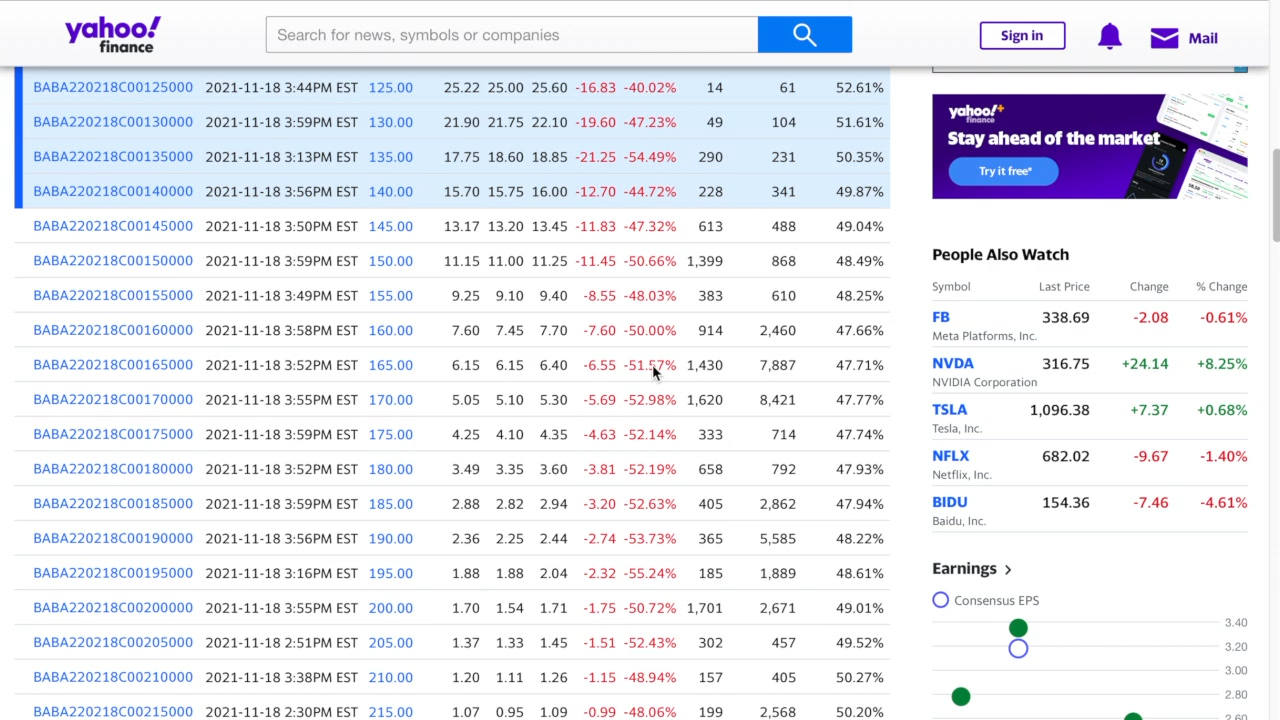 yahoo!
finance
Search for news, symbols or companies
Sign in
Mail
BABA220218C00125000 2021-11-18 3:44PM EST 125.00 25.22 25.00 25.60 -16.83 -40.02% 14 61 52.61%
BABA220218C00130000 2021-11-18 3:59PM EST 130.00 21.90 21.75 22.10 -19.60 -47.23% 49 104 51.61%
BABA220218C00135000 2021-11-18 3:13PM EST 135.00 17.75 18.60 18.85 -21.25 -54.49% 290 231 50.35%
BABA220218C00140000 2021-11-18 3:56PM EST 140.00 15.70 15.75 16.00 -12.70 -44.72% 228 341 49.87%
BABA220218C00145000 2021-11-18 3:50PM EST 145.00 13.17 13.20 13.45 -11.83 -47.32% 613 488 49.04%
BABA220218C00150000 2021-11-18 3:59PM EST 150.00 11.15 11.00 11.25 -11.45 -50.66% 1,399 868 48.49%
BABA220218C00155000 2021-11-18 3:49PM EST 155.00 9.25 9.10 9.40 -8.55 -48.03% 383 610 48.25%
BABA220218C00160000 2021-11-18 3:58PM EST 160.00 7.60 7.45 7.70 -7.60 -50.00% 914 2,460 47.66%
BABA220218C00165000 2021-11-18 3:52PM EST 165.00 6.15 6.15 6.40 -6.55 -51.57% 1,430 7,887 47.71%
BABA220218C00170000 2021-11-18 3:55PM EST 170.00 5.05 5.10 5.30 -5.69 -52.98% 1,620 8,421 47.77%
BABA220218C00175000 2021-11-18 3:59PM EST 175.00 4.25 4.10 4.35 -4.63 -52.14% 333 714 47.74%
BABA220218C00180000 2021-11-18 3:52PM EST 180.00 3.49 3.35 3.60 -3.81 -52.19% 658 792 47.93%
BABA220218C00185000 2021-11-18 3:59PM EST 185.00 2.88 2.82 2.94 -3.20 -52.63% 405 2,862 47.94%
BABA220218C00190000 2021-11-18 3:56PM EST 190.00 2.36 2.25 2.44 -2.74 -53.73% 365 5,585 48.22%
BABA220218C00195000 2021-11-18 3:16PM EST 195.00 1.88 1.88 2.04 -2.32 -55.24% 185 1,889 48.61%
BABA220218C00200000 2021-11-18 3:55PM EST 200.00 1.70 1.54 1.71 -1.75 -50.72% 1,701 2,671 49.01%
BABA220218C00205000 2021-11-18 2:51PM EST 205.00 1.37 1.33 1.45 -1.51 -52.43% 302 457 49.52%
BABA220218C00210000 2021-11-18 3:38PM EST 210.00 1.20 1.11 1.26 -1.15 -48.94% 157 405 50.27%
BABA220218C00215000 2021-11-18 2:30PM EST 215.00 1.07 0.95 1.09 -0.99 -48.06% 199 2,568 50.20%
yahoo!+
finance
Stay ahead of the market
Try it free*
People Also Watch
Symbol Last Price Change % Change
FB 338.69 -2.08 -0.61%
Meta Platforms, Inc.
NVDA 316.75 +24.14 +8.25%
NVIDIA Corporation
TSLA 1,096.38 +7.37 +0.68%
Tesla, Inc.
NFLX 682.02 -9.67 -1.40%
Netflix, Inc.
BIDU 154.36 -7.46 -4.61%
Baidu, Inc.
Earnings >
Consensus EPS
3.40
3.20
3.00
2.80
2.60